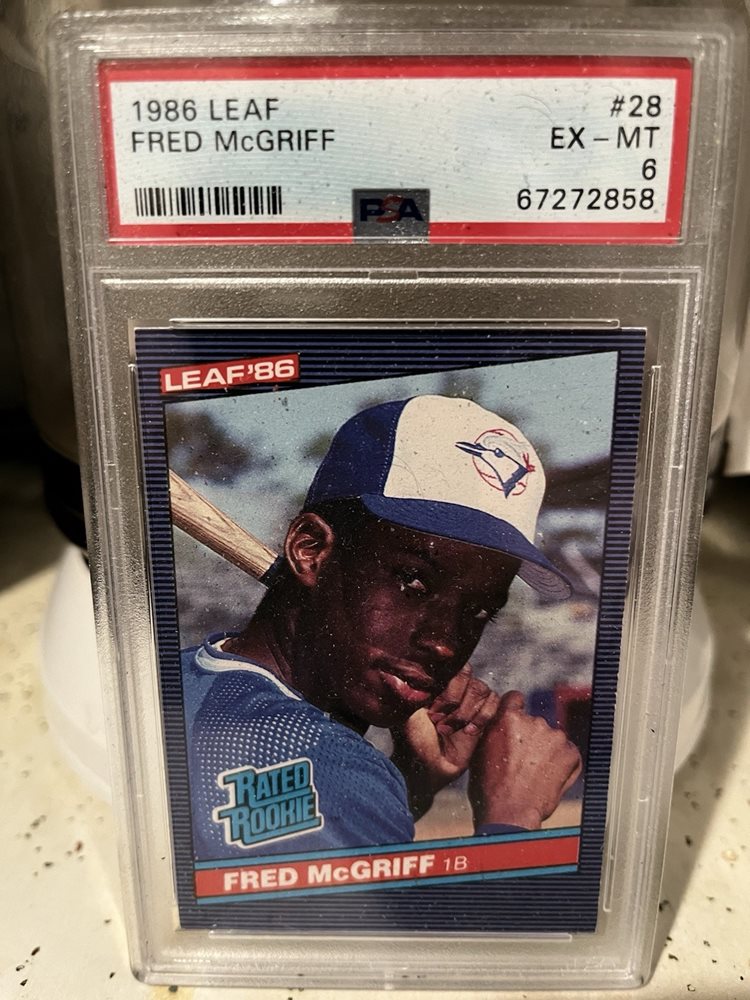 1986 LEAF #28
FRED McGRIFF EX - MT
6
67272858
PSA
LEAF '86
RATED
ROOKIE
FRED McGRIFF 1B